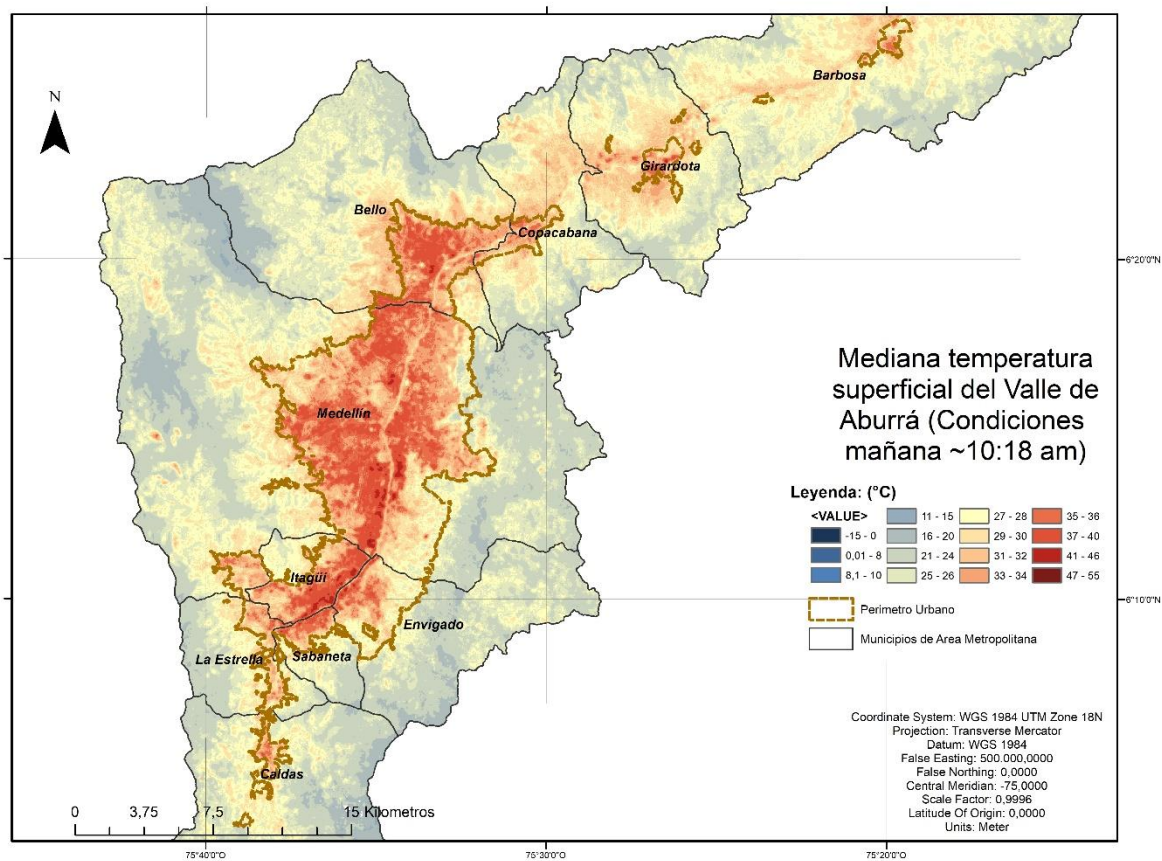 N
Barbosa
Girardota
Bello
Copacabana
6°20'0"N
Medellín
Mediana temperatura
superficial del Valle de
Aburrá (Condiciones
mañana ~10:18 am)
Leyenda: (°C)
<VALUE>
-15 - 0
0,01 - 8
8,1 - 10
11 - 15
16 - 20
21 - 24
25 - 26
27 - 28
29 - 30
31 - 32
33 - 34
35 - 36
37 - 40
41 - 46
47 - 55
Perimetro Urbano
Municipios de Area Metropolitana
Itagüi
6°10'0"N
Envigado
La Estrella
Sabaneta
Caldas
Coordinate System: WGS 1984 UTM Zone 18N
Projection: Transverse Mercator
Datum: WGS 1984
False Easting: 500.000,0000
False Northing: 0,0000
Central Meridian: -75,0000
Scale Factor: 0,9996
Latitude Of Origin: 0,0000
Units: Meter
0 3,75 7,5 15 Kilometros
75°40'0"O 75°30'0"O 75°20'0"O